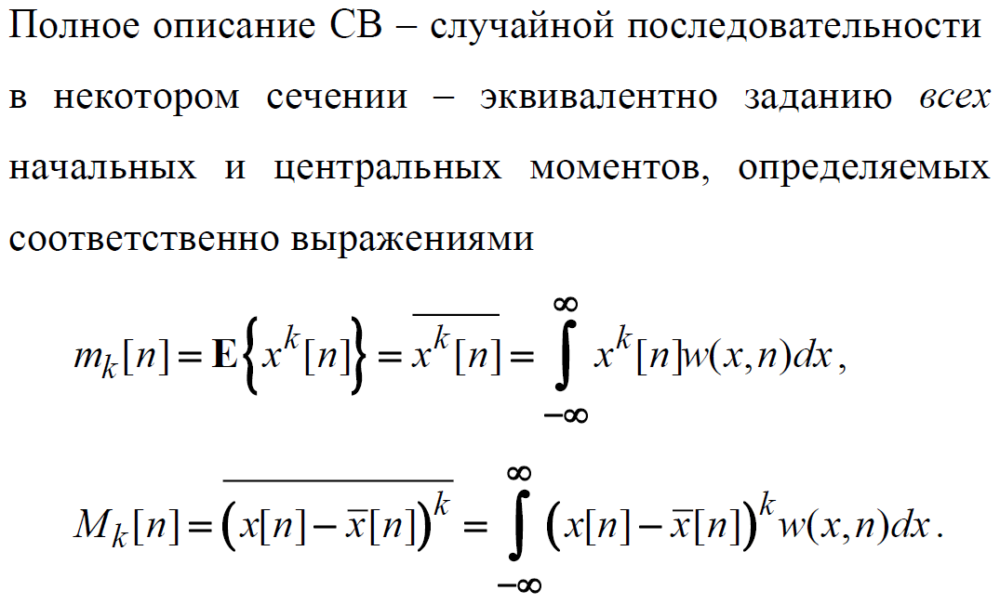 Полное описание СВ – случайной последовательности
в некотором сечении – эквивалентно заданию всех
начальных и центральных моментов, определяемых
соответственно выражениями
$m_k[n] = \mathbf{E}\left\{x^k[n]\right\} = \overline{x^k[n]} = \int_{-\infty}^{\infty} x^k[n]w(x,n)dx,$
$M_k[n] = \overline{\left(x[n]-\overline{x}[n]\right)^k} = \int_{-\infty}^{\infty} \left(x[n]-\overline{x}[n]\right)^k w(x,n)dx.$